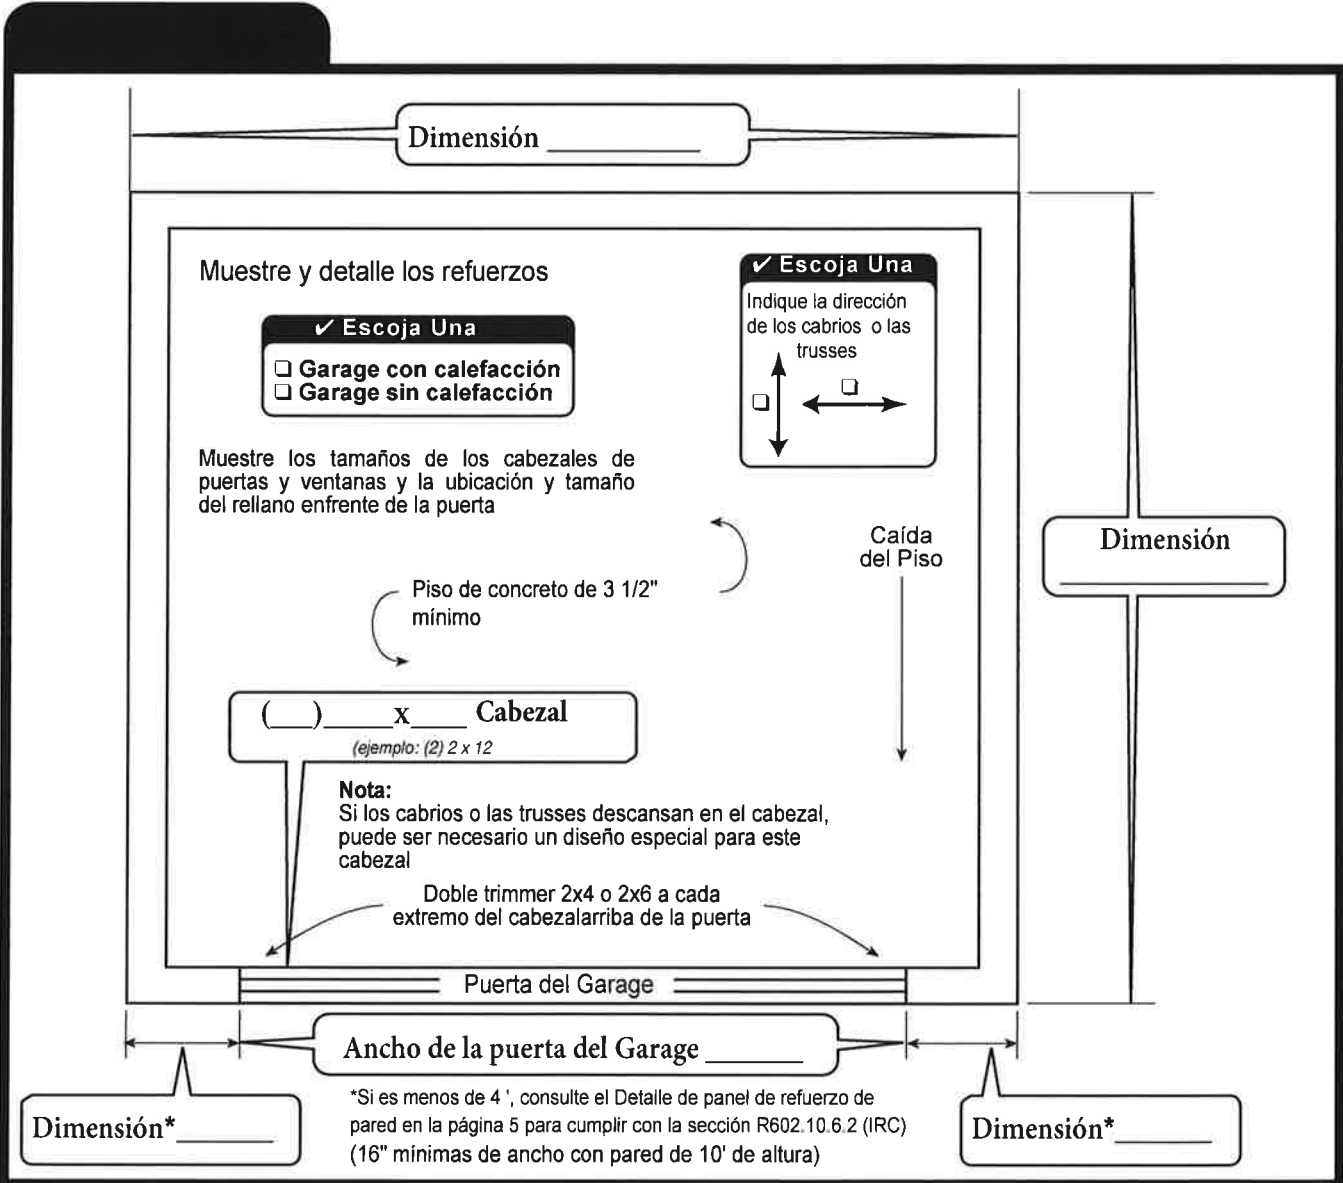 Dimensión __________
Muestre y detalle los refuerzos
✔ Escoja Una
❏ Garage con calefacción
❏ Garage sin calefacción
✔ Escoja Una
Indique la dirección
de los cabrios o las
trusses
❏
❏
Muestre los tamaños de los cabezales de
puertas y ventanas y la ubicación y tamaño
del rellano enfrente de la puerta
Caída
del Piso
Dimensión
______________
Piso de concreto de 3 1/2"
mínimo
(___)_____x____ Cabezal
(ejemplo: (2) 2 x 12
Nota:
Si los cabrios o las trusses descansan en el cabezal,
puede ser necesario un diseño especial para este
cabezal
Doble trimmer 2x4 o 2x6 a cada
extremo del cabezalarriba de la puerta
Puerta del Garage
Ancho de la puerta del Garage _______
*Si es menos de 4 ', consulte el Detalle de panel de refuerzo de
pared en la página 5 para cumplir con la sección R602.10.6.2 (IRC)
(16" mínimas de ancho con pared de 10' de altura)
Dimensión*_______
Dimensión*_______